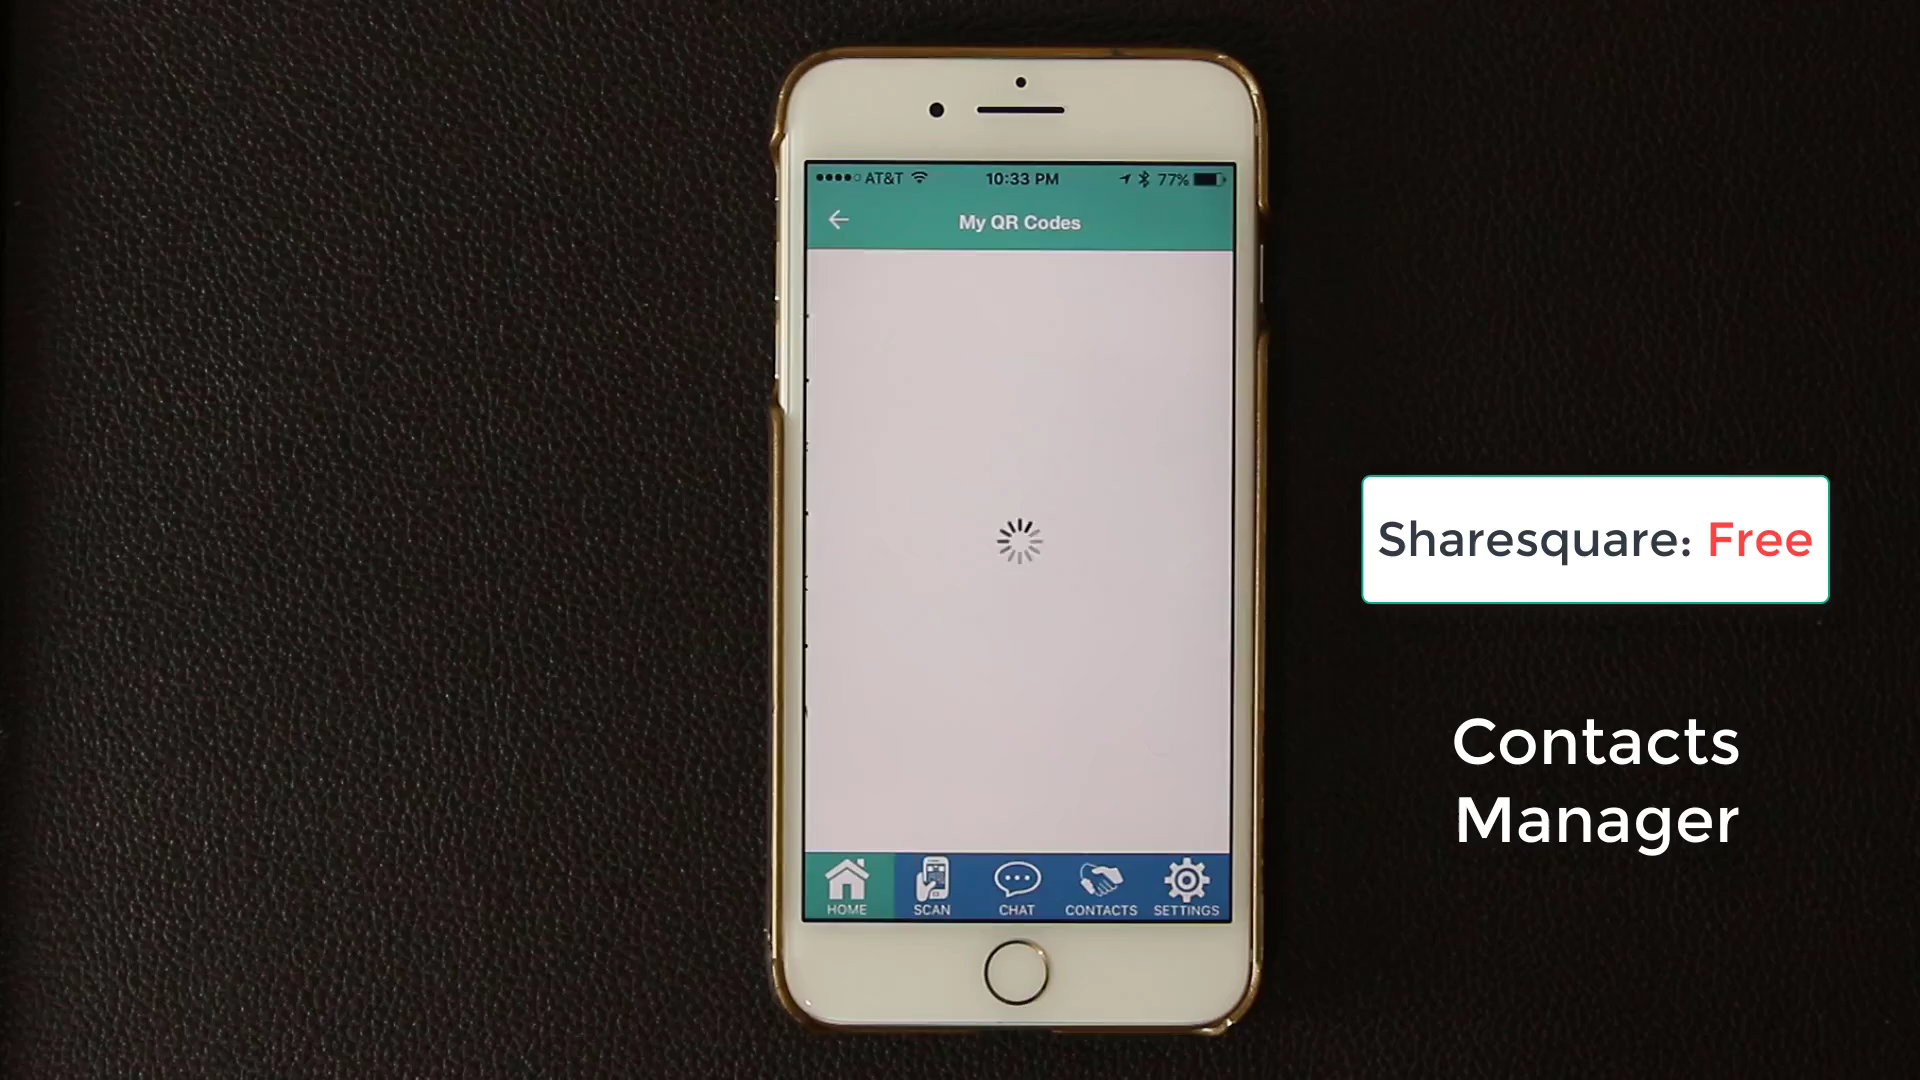 AT&T 10:33 PM 77%
My QR Codes
Sharesquare: Free
Contacts
Manager
HOME SCAN CHAT CONTACTS SETTINGS